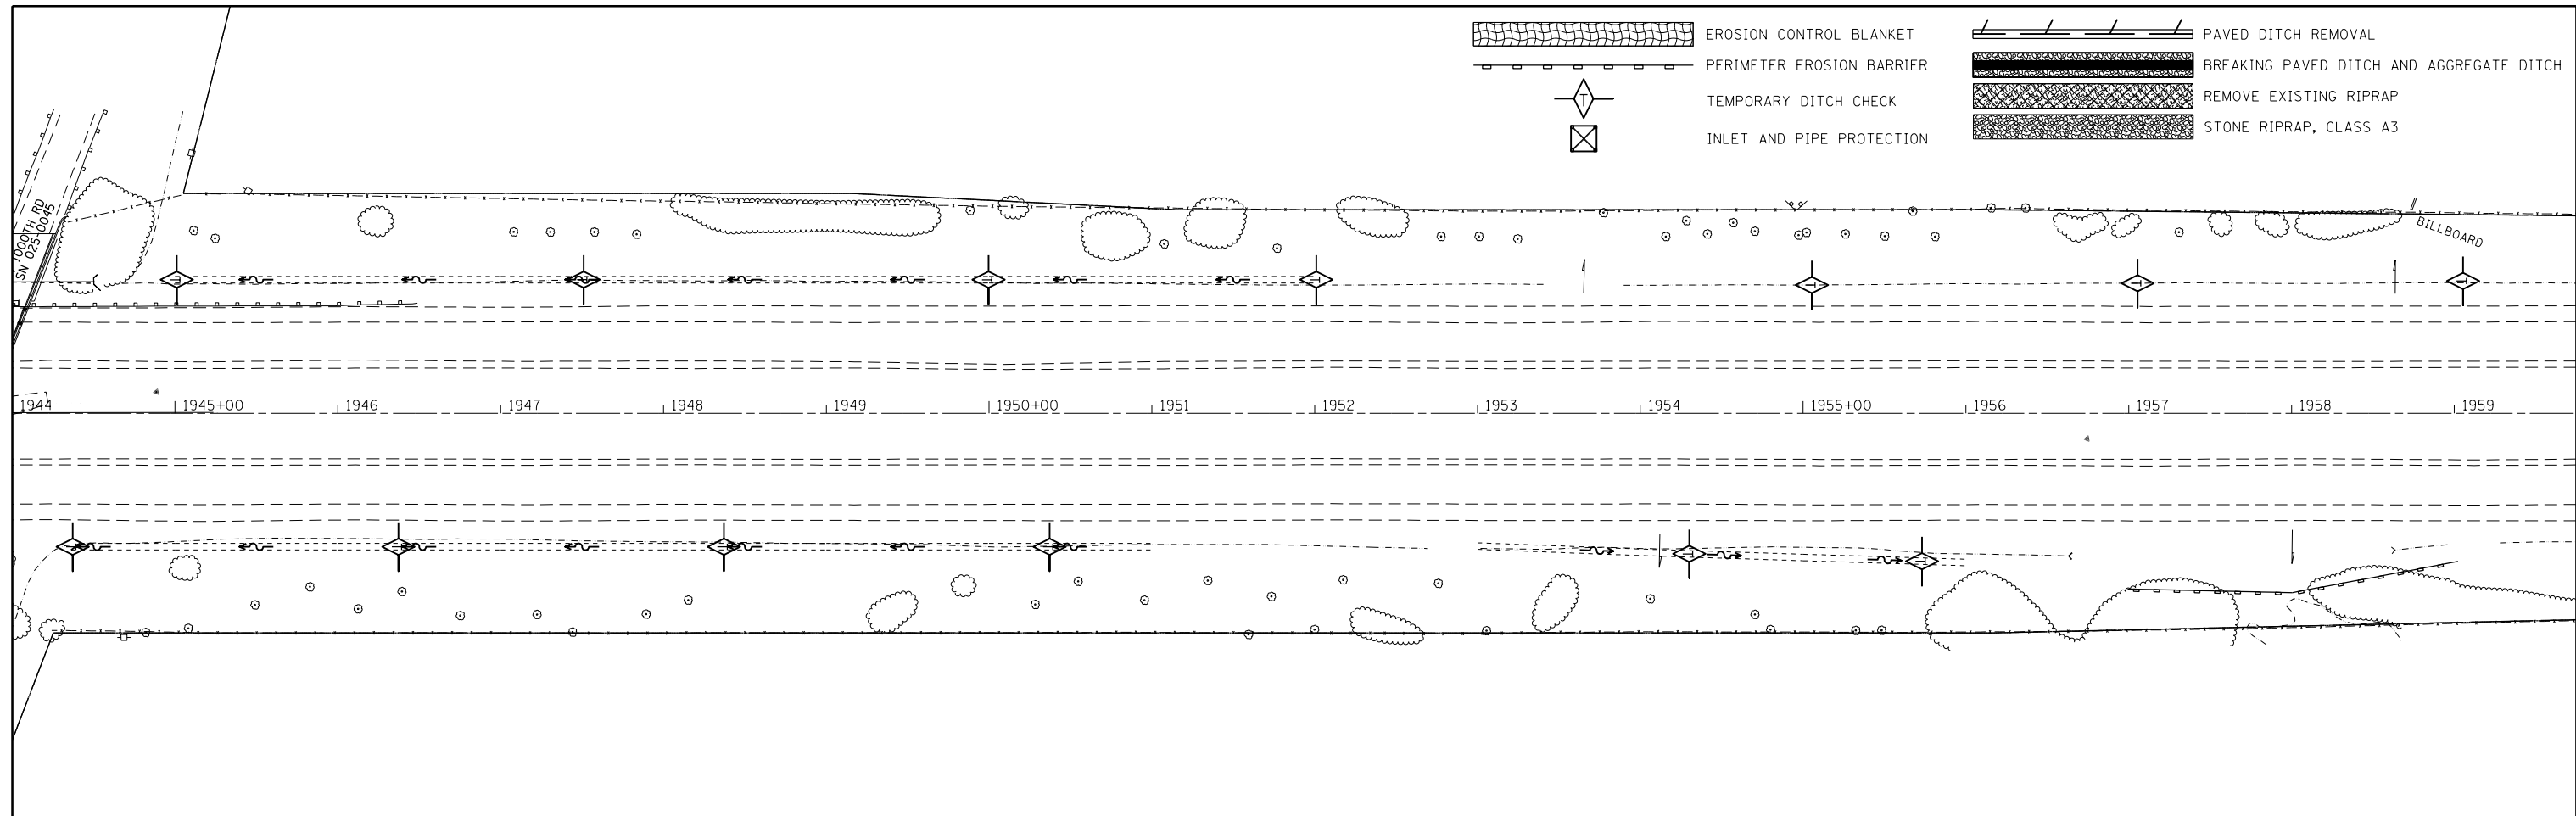 EROSION CONTROL BLANKET
PERIMETER EROSION BARRIER
T
TEMPORARY DITCH CHECK
INLET AND PIPE PROTECTION
PAVED DITCH REMOVAL
BREAKING PAVED DITCH AND AGGREGATE DITCH
REMOVE EXISTING RIPRAP
STONE RIPRAP, CLASS A3
1000TH RD
SN 025-0045
BILLBOARD
T
T
T
T
T
T
T
1944
1945+00
1946
1947
1948
1949
1950+00
1951
1952
1953
1954
1955+00
1956
1957
1958
1959
T
T
T
T
T
T